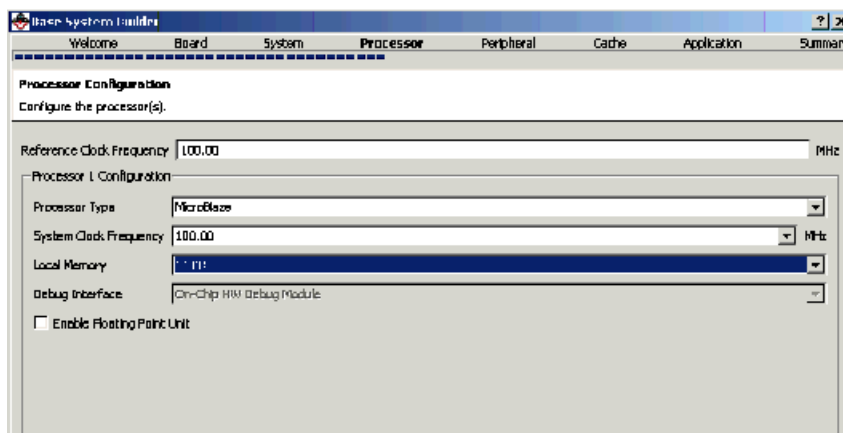 Base System Builder
Welcome Board System Processor Peripheral Cache Application Summar
Processor Configuration
Configure the processor(s).
Reference Clock Frequency 100.00 MHz
Processor 1 Configuration
Processor Type MicroBlaze
System Clock Frequency 100.00 MHz
Local Memory
Debug Interface On-Chip HW Debug Module
Enable Floating Point Unit